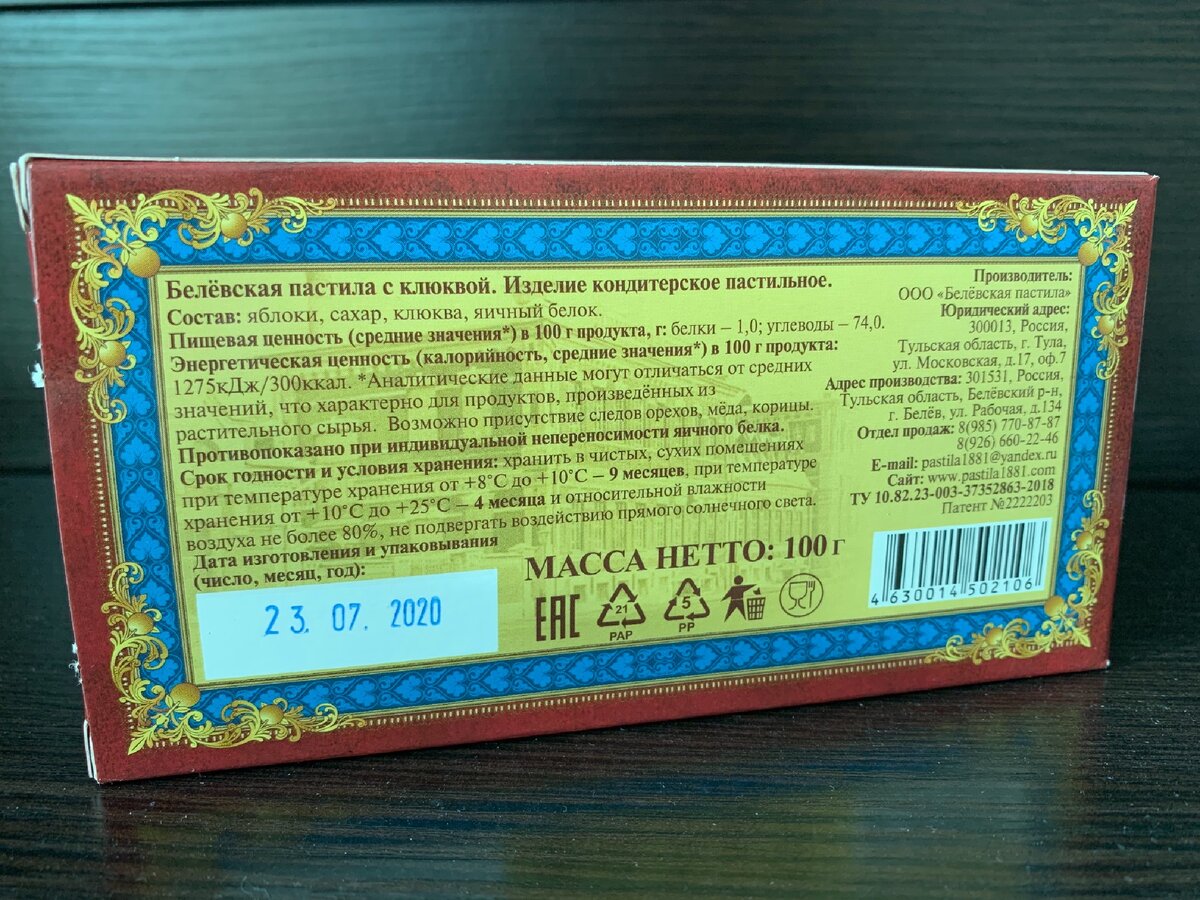 Белёвская пастила с клюквой. Изделие кондитерское пастильное.
Состав: яблоки, сахар, клюква, яичный белок.
Пищевая ценность (средние значения*) в 100 г продукта, г: белки – 1,0; углеводы – 74,0.
Энергетическая ценность (калорийность, средние значения*) в 100 г продукта:
1275кДж/300ккал. *Аналитические данные могут отличаться от средних
значений, что характерно для продуктов, произведённых из
растительного сырья. Возможно присутствие следов орехов, мёда, корицы.
Противопоказано при индивидуальной непереносимости яичного белка.
Срок годности и условия хранения: хранить в чистых, сухих помещениях
при температуре хранения от +8°С до +10°С – 9 месяцев, при температуре
хранения от +10°С до +25°С – 4 месяца и относительной влажности
воздуха не более 80%, не подвергать воздействию прямого солнечного света.
Дата изготовления и упаковывания
(число, месяц, год):
23. 07. 2020
МАССА НЕТТО: 100 г
EAC
21
PAP
5
PP
Производитель:
ООО «Белёвская пастила»
Юридический адрес:
300013, Россия,
Тульская область, г. Тула,
ул. Московская, д.17, оф.7
Адрес производства: 301531, Россия,
Тульская область, Белёвский р-н,
г. Белёв, ул. Рабочая, д.134
Отдел продаж: 8(985) 770-87-87
8(926) 660-22-46
E-mail: pastila1881@yandex.ru
Сайт: www.pastila1881.com
ТУ 10.82.23-003-37352863-2018
Патент №2222203
4 630014 502106